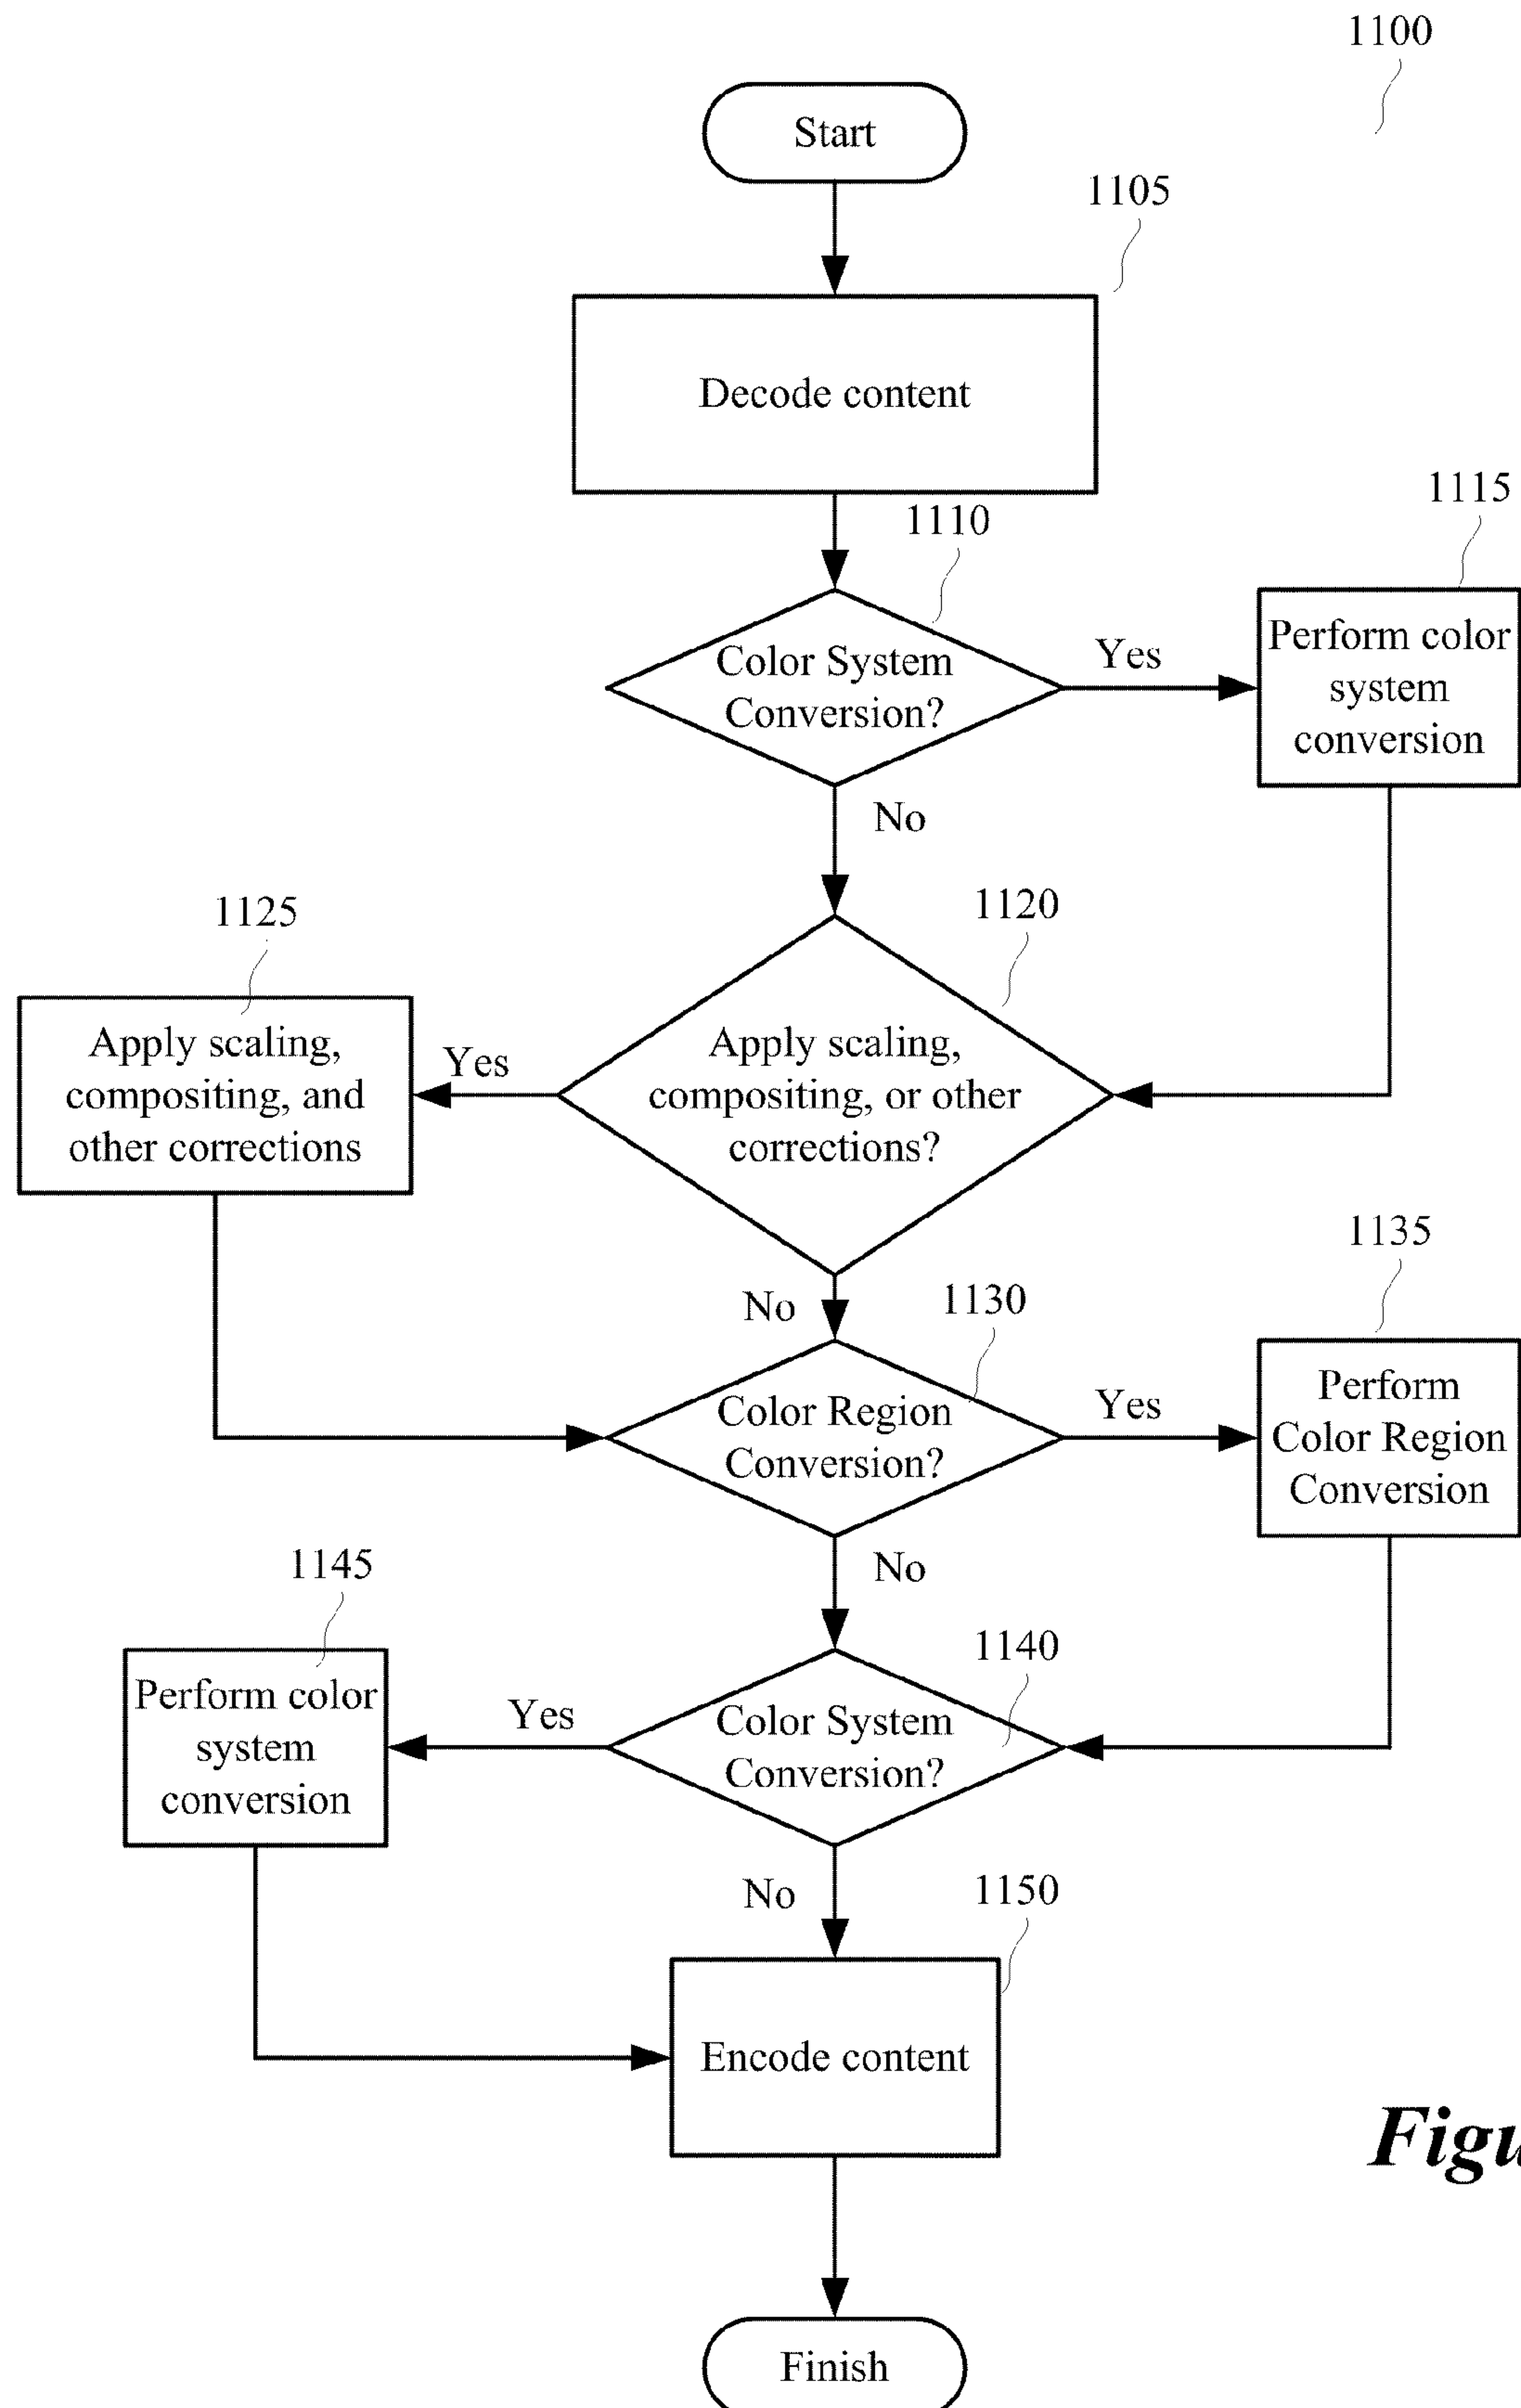 1100
Start
1105
Decode content
1110
1115
Color System
Conversion?
Yes
Perform color
system
conversion
No
1120
1125
Apply scaling,
compositing, and
other corrections
Yes
Apply scaling,
compositing, or other
corrections?
1135
No
1130
Color Region
Conversion?
Yes
Perform
Color Region
Conversion
No
1145
1140
Perform color
system
conversion
Yes
Color System
Conversion?
No
1150
Encode content
Finish